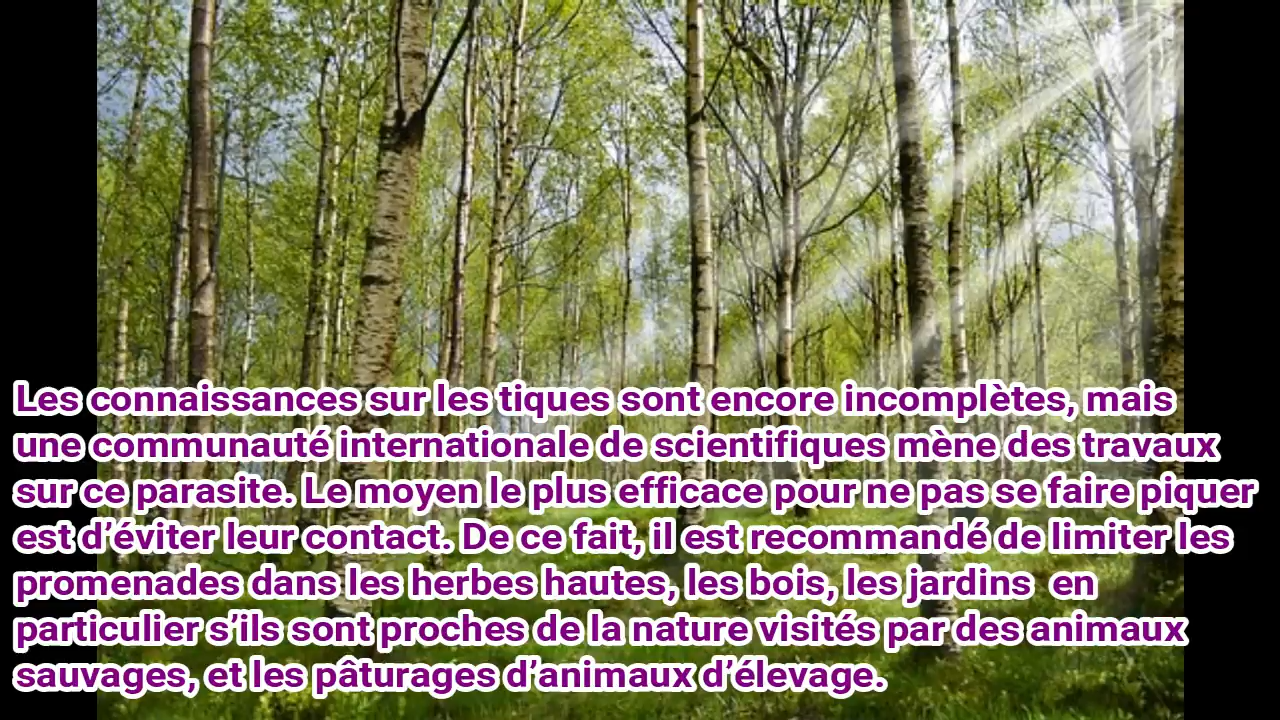 Les connaissances sur les tiques sont encore incomplètes, mais
une communauté internationale de scientifiques mène des travaux
sur ce parasite. Le moyen le plus efficace pour ne pas se faire piquer
est d’éviter leur contact. De ce fait, il est recommandé de limiter les
promenades dans les herbes hautes, les bois, les jardins  en
particulier s’ils sont proches de la nature visités par des animaux
sauvages, et les pâturages d’animaux d’élevage.